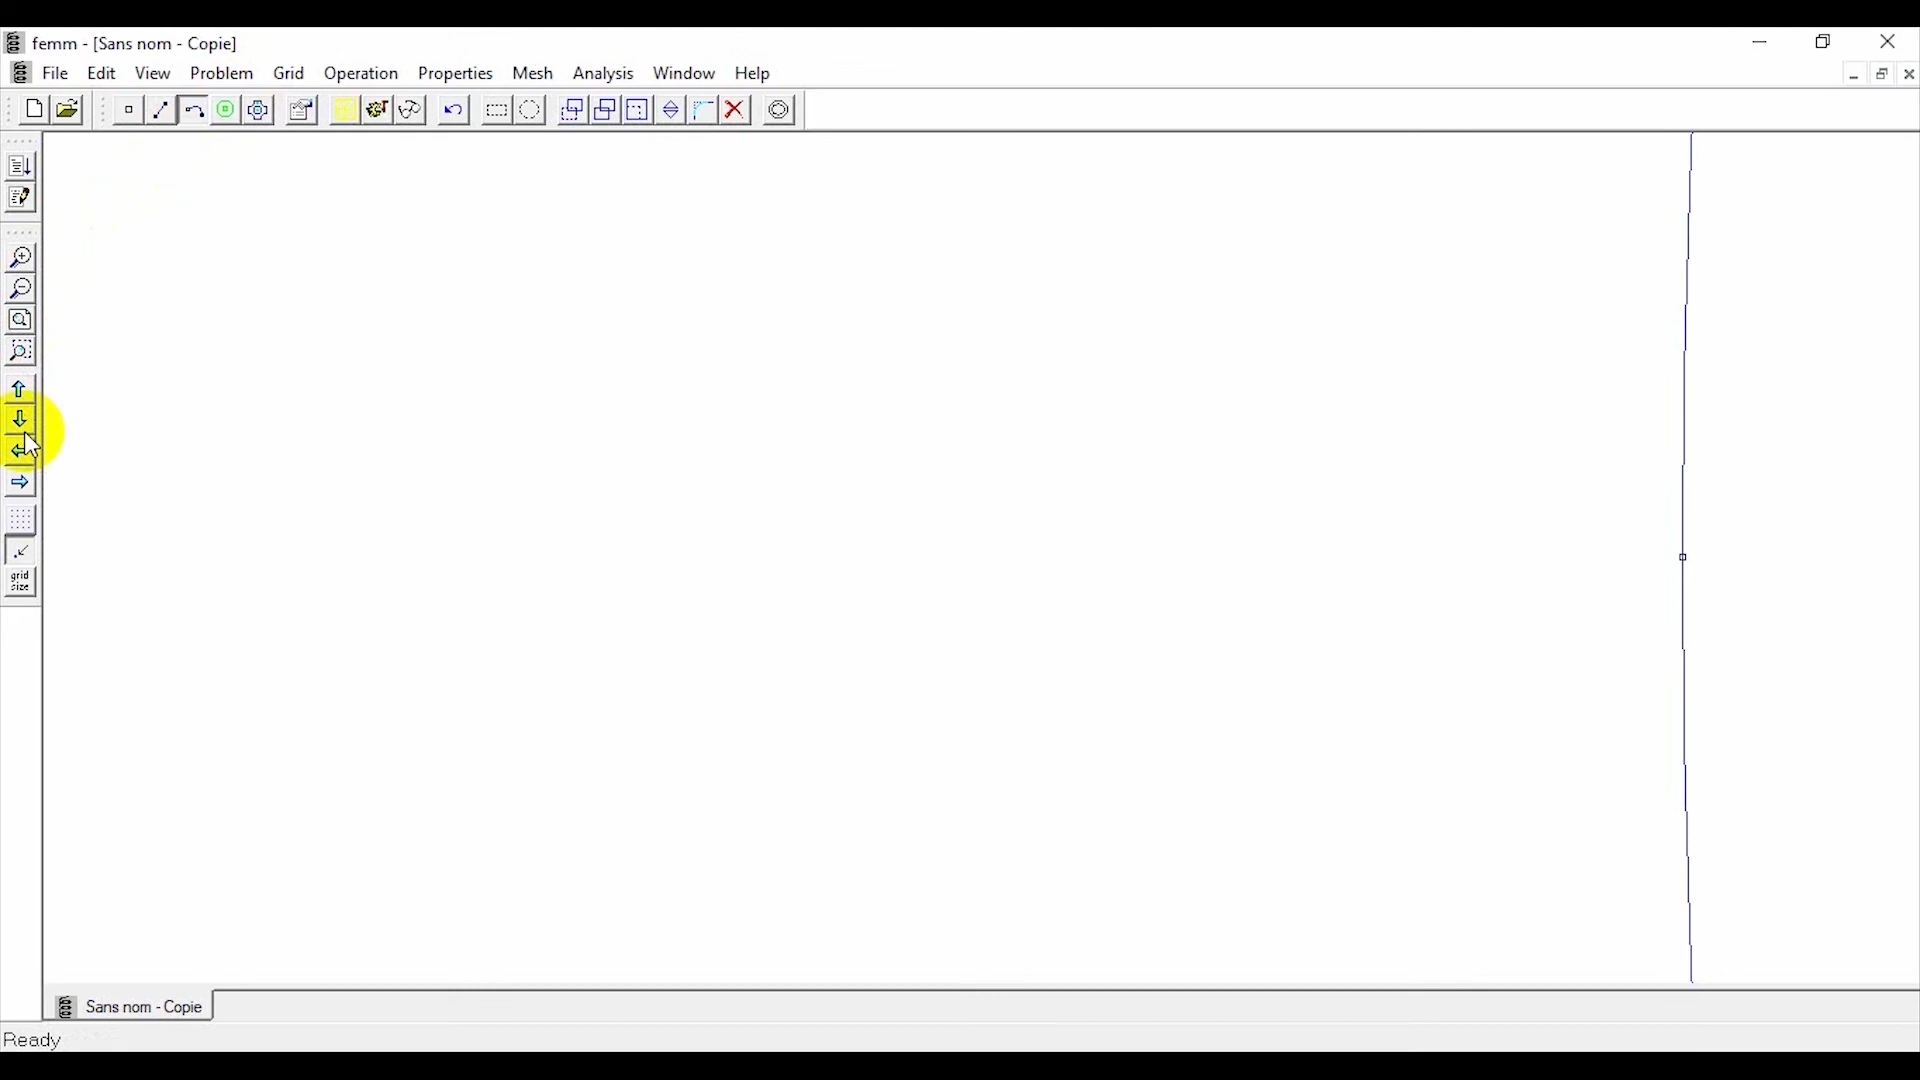 femm - [Sans nom - Copie]
File Edit View Problem Grid Operation Properties Mesh Analysis Window Help
grid
size
Sans nom - Copie
Ready